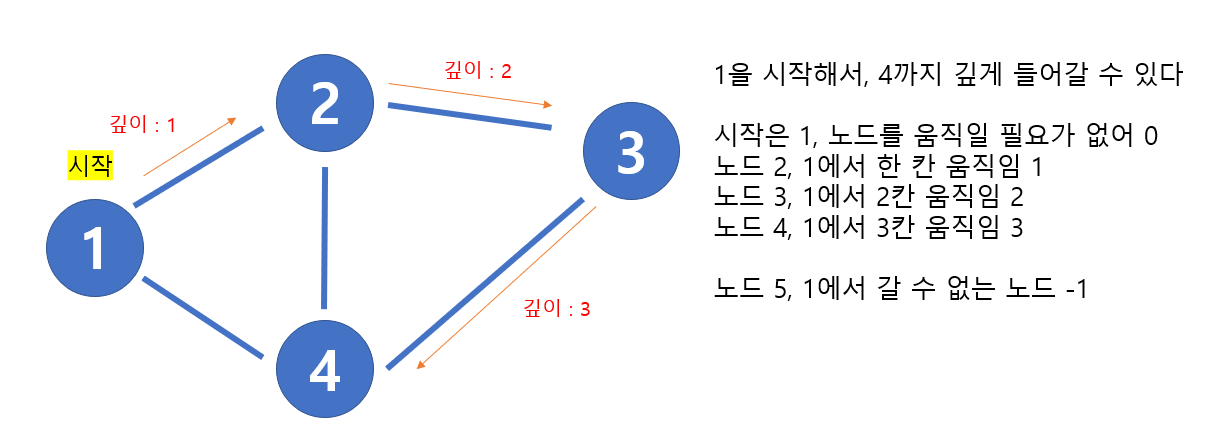 깊이 : 2
2
1을 시작해서, 4까지 깊게 들어갈 수 있다
깊이 : 1
시작은 1, 노드를 움직일 필요가 없어 0
3
시작
노드 2, 1에서 한 칸 움직임 1
노드 3, 1에서 2칸 움직임 2
노드 4, 1에서 3칸 움직임 3
1
노드 5, 1에서 갈 수 없는 노드 -1
깊이 : 3
4